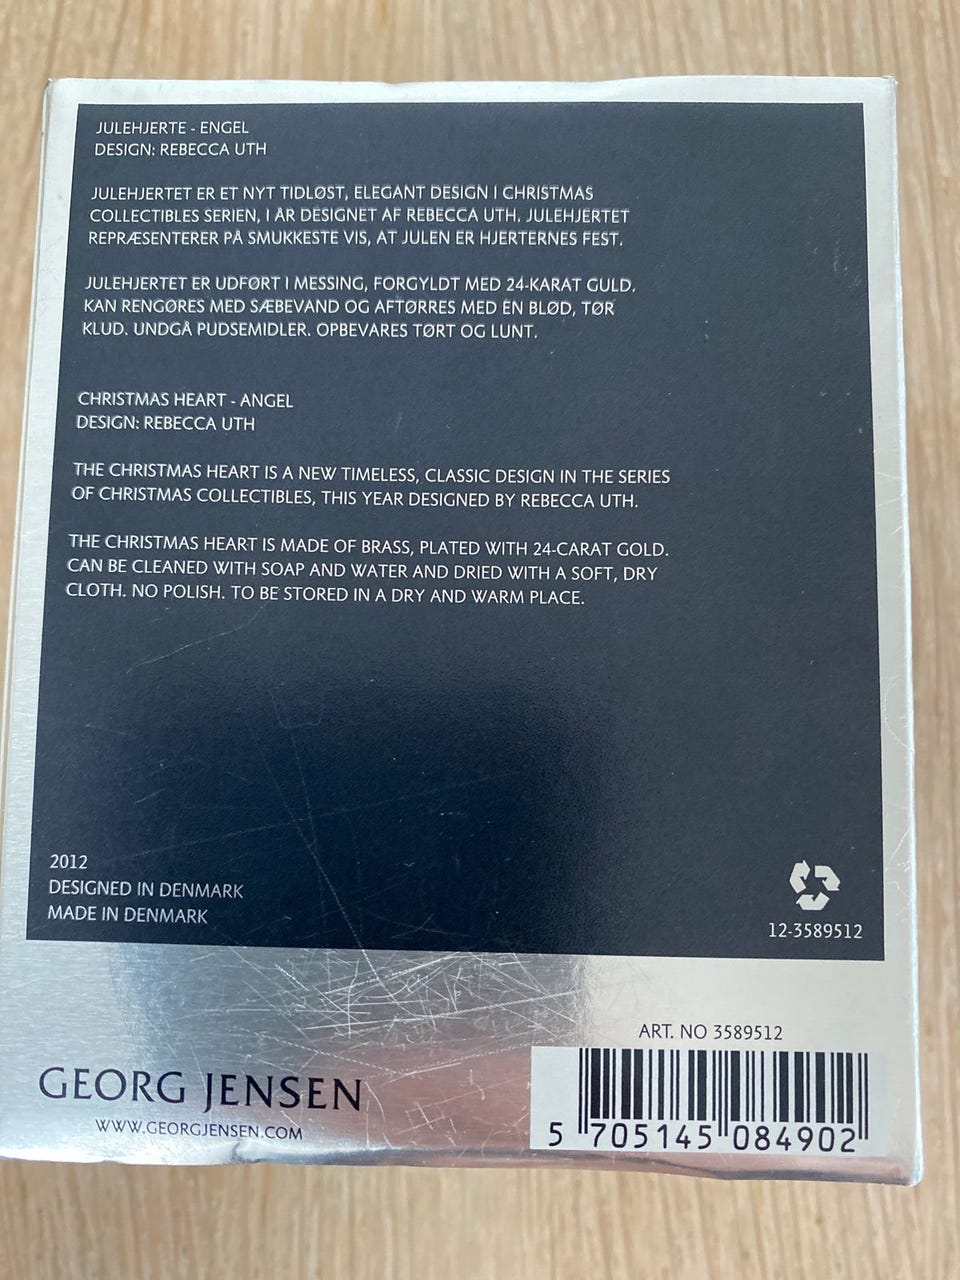 JULEHJERTE - ENGEL
DESIGN: REBECCA UTH
JULEHJERTET ER ET NYT TIDLØST, ELEGANT DESIGN I CHRISTMAS
COLLECTIBLES SERIEN, I ÅR DESIGNET AF REBECCA UTH. JULEHJERTET
REPRÆSENTERER PÅ SMUKKESTE VIS, AT JULEN ER HJERTERNES FEST.
JULEHJERTET ER UDFØRT I MESSING, FORGYLDT MED 24-KARAT GULD.
KAN RENGØRES MED SÆBEVAND OG AFTØRRES MED EN BLØD, TØR
KLUD. UNDGÅ PUDSEMIDLER. OPBEVARES TØRT OG LUNT.
CHRISTMAS HEART - ANGEL
DESIGN: REBECCA UTH
THE CHRISTMAS HEART IS A NEW TIMELESS, CLASSIC DESIGN IN THE SERIES
OF CHRISTMAS COLLECTIBLES, THIS YEAR DESIGNED BY REBECCA UTH.
THE CHRISTMAS HEART IS MADE OF BRASS, PLATED WITH 24-CARAT GOLD.
CAN BE CLEANED WITH SOAP AND WATER AND DRIED WITH A SOFT, DRY
CLOTH. NO POLISH. TO BE STORED IN A DRY AND WARM PLACE.
2012
DESIGNED IN DENMARK
MADE IN DENMARK
12-3589512
ART. NO 3589512
GEORG JENSEN
WWW.GEORGJENSEN.COM
5 705145 084902